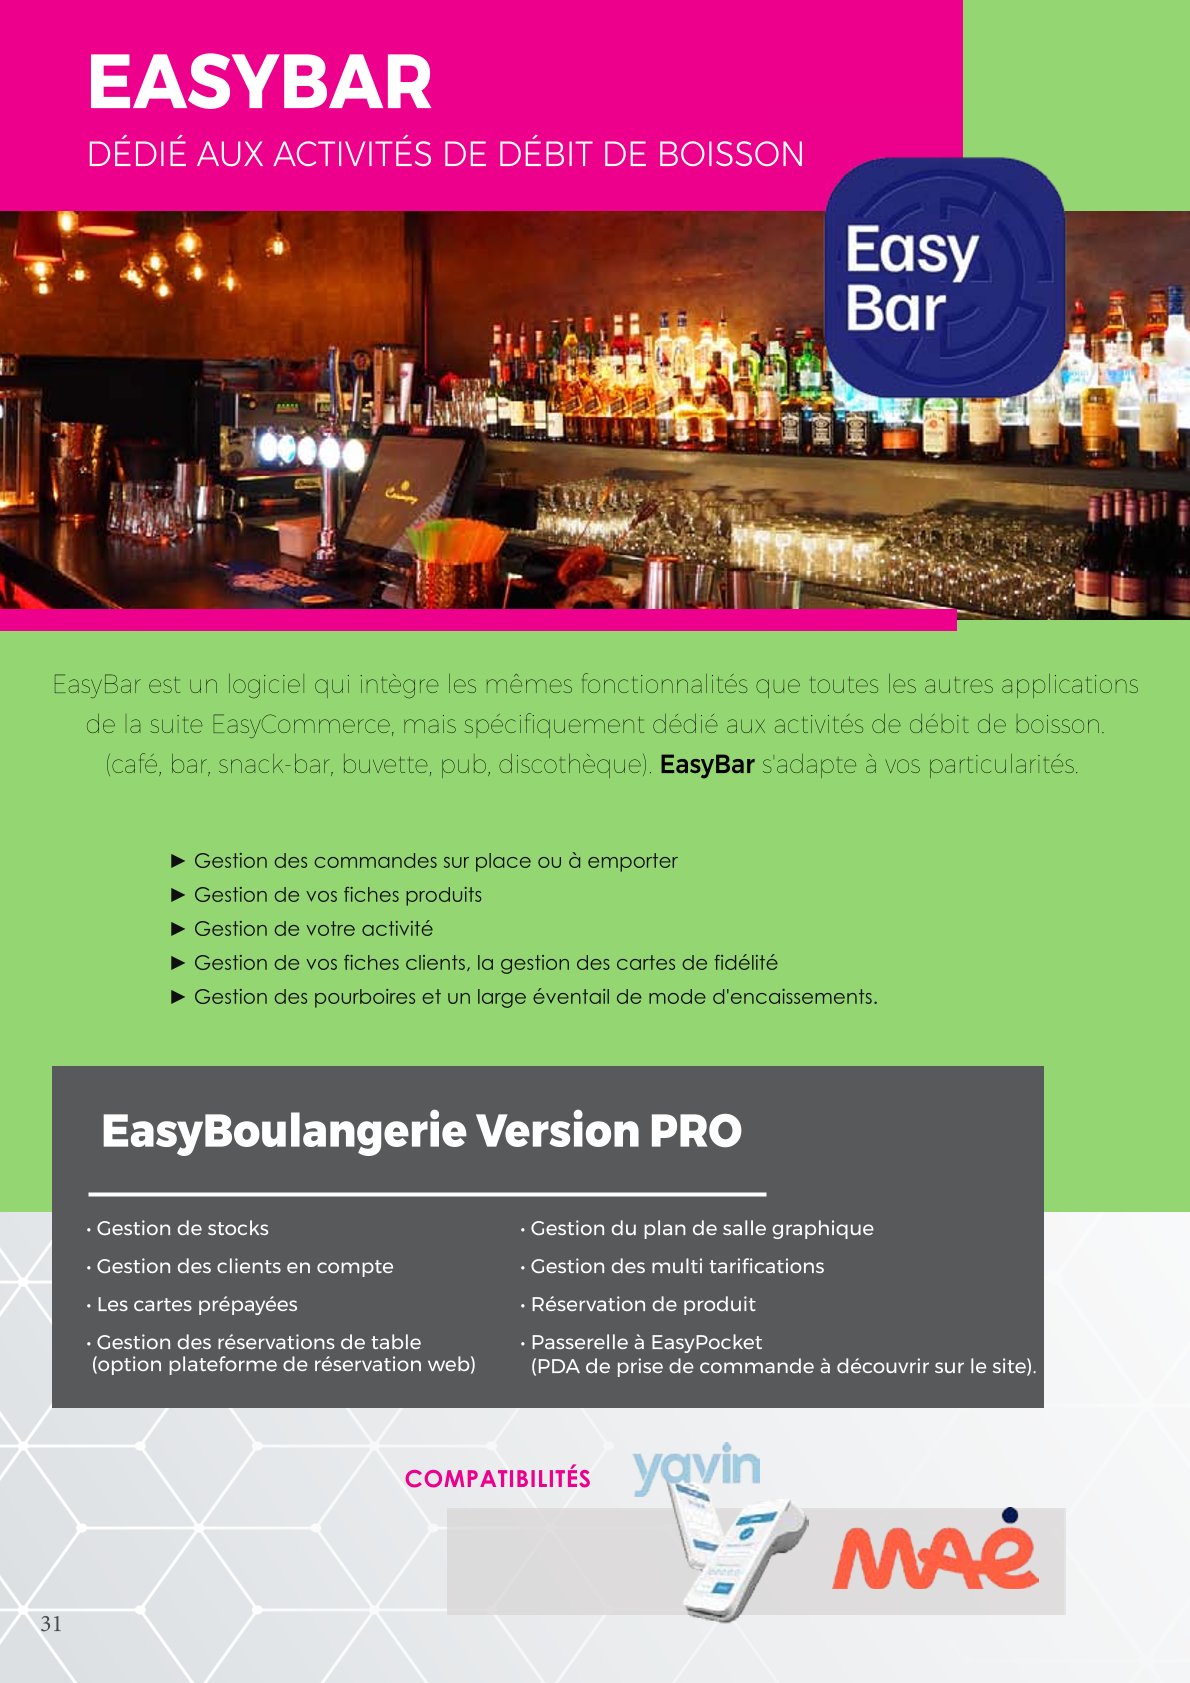 EASYBAR
DÉDIÉ AUX ACTIVITÉS DE DÉBIT DE BOISSON
Easy
Bar
EasyBar est un logiciel qui intègre les mêmes fonctionnalités que toutes les autres applications
de la suite EasyCommerce, mais spécifiquement dédié aux activités de débit de boisson.
(café, bar, snack-bar, buvette, pub, discothèque). EasyBar s'adapte à vos particularités.
► Gestion des commandes sur place ou à emporter
► Gestion de vos fiches produits
► Gestion de votre activité
► Gestion de vos fiches clients, la gestion des cartes de fidélité
► Gestion des pourboires et un large éventail de mode d'encaissements.
EasyBoulangerie Version PRO
• Gestion de stocks
• Gestion des clients en compte
• Les cartes prépayées
• Gestion des réservations de table
(option plateforme de réservation web)
• Gestion du plan de salle graphique
• Gestion des multi tarifications
• Réservation de produit
• Passerelle à EasyPocket
(PDA de prise de commande à découvrir sur le site).
COMPATIBILITÉS
yavin
MAE
31